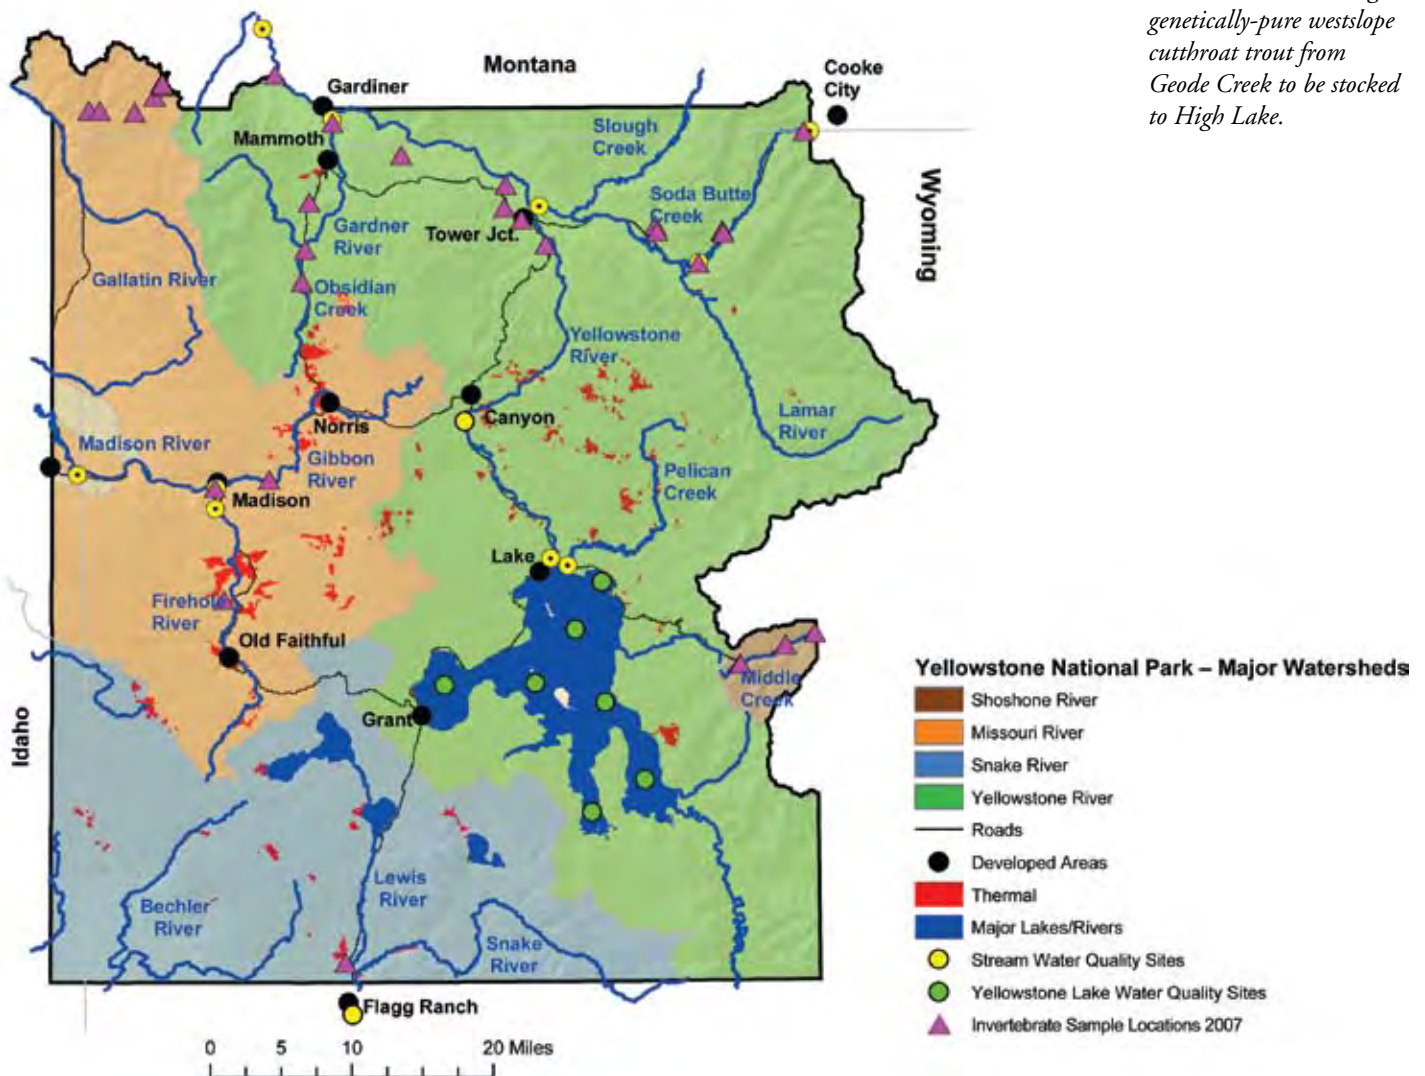 genetically-pure westslope
cutthroat trout from
Geode Creek to be stocked
to High Lake.
Montana
Cooke
City
Gardiner
Mammoth
Slough
Creek
Soda Butte
Creek
Wyoming
Gardner
River
Tower Jct.
Gallatin River
Obsidian
Creek
Yellowstone
River
Lamar
River
Canyon
Norris
Madison River
Gibbon
River
Pelican
Creek
Madison
Lake
Firehole
River
Old Faithful
Middle
Creek
Grant
Idaho
Lewis
River
Bechler
River
Snake
River
Flagg Ranch
0 5 10 20 Miles
Yellowstone National Park – Major Watersheds
Shoshone River
Missouri River
Snake River
Yellowstone River
Roads
Developed Areas
Thermal
Major Lakes/Rivers
Stream Water Quality Sites
Yellowstone Lake Water Quality Sites
Invertebrate Sample Locations 2007